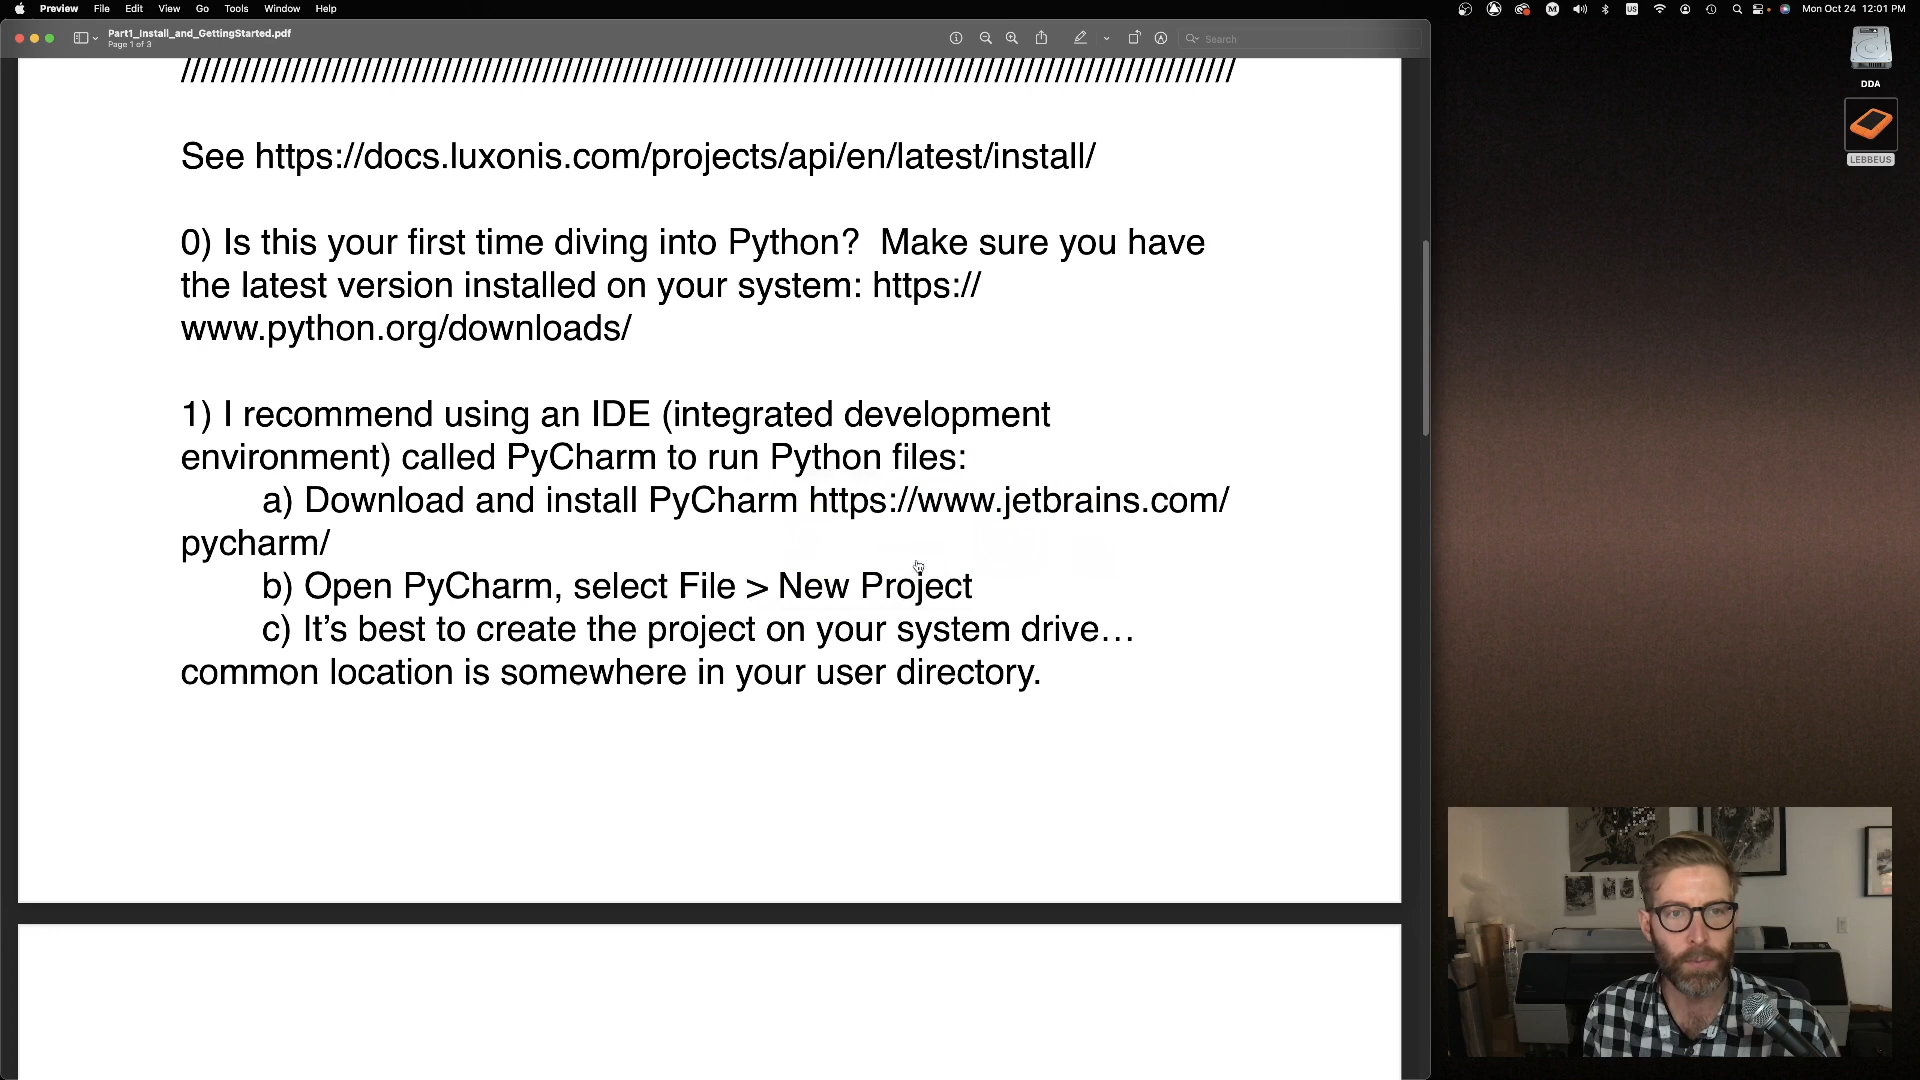 Preview File Edit View Go Tools Window Help
US
Mon Oct 24 12:01 PM
Part1_Install_and_GettingStarted.pdf
Page 1 of 3
Search
DDA
LEBBEUS
////////////////////////////////////////////////////////////////////////////////////////////////////////
See https://docs.luxonis.com/projects/api/en/latest/install/
0) Is this your first time diving into Python?  Make sure you have
the latest version installed on your system: https://
www.python.org/downloads/
1) I recommend using an IDE (integrated development
environment) called PyCharm to run Python files:
a) Download and install PyCharm https://www.jetbrains.com/
pycharm/
b) Open PyCharm, select File > New Project
c) It’s best to create the project on your system drive…
common location is somewhere in your user directory.